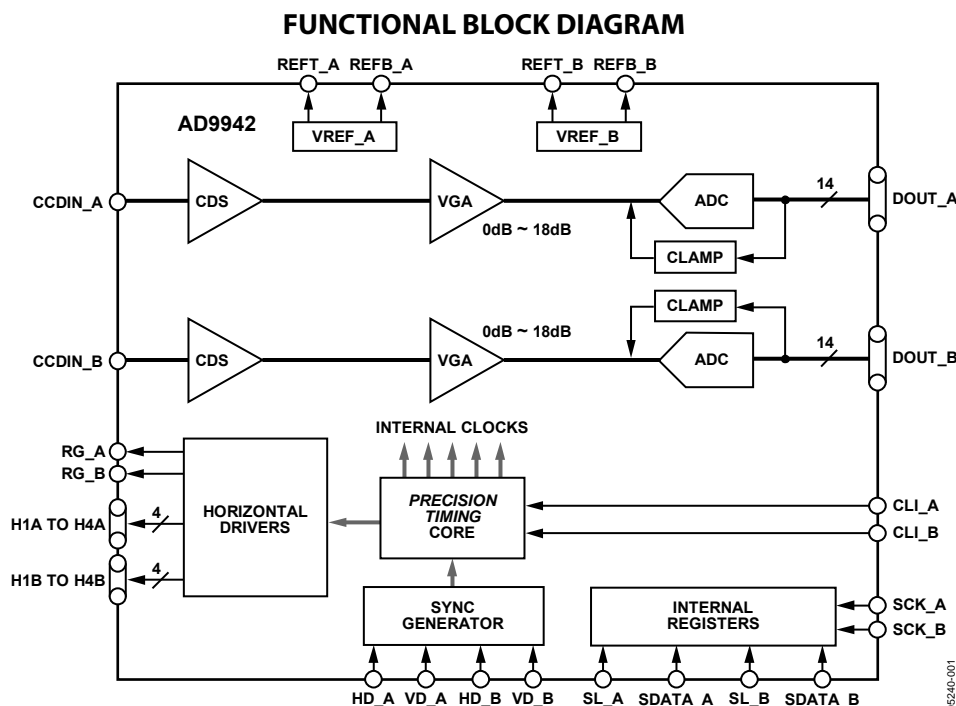 FUNCTIONAL BLOCK DIAGRAM
REFT_A REFB_A REFT_B REFB_B
AD9942
VREF_A VREF_B
CCDIN_A CDS VGA ADC 14 DOUT_A
0dB ~ 18dB
CLAMP
CLAMP
0dB ~ 18dB
CCDIN_B CDS VGA ADC 14 DOUT_B
INTERNAL CLOCKS
RG_A
RG_B
H1A TO H4A 4
H1B TO H4B 4
HORIZONTAL
DRIVERS
PRECISION
TIMING
CORE
CLI_A
CLI_B
SYNC
GENERATOR
INTERNAL
REGISTERS
SCK_A
SCK_B
HD_A VD_A HD_B VD_B SL_A SDATA_A SL_B SDATA_B